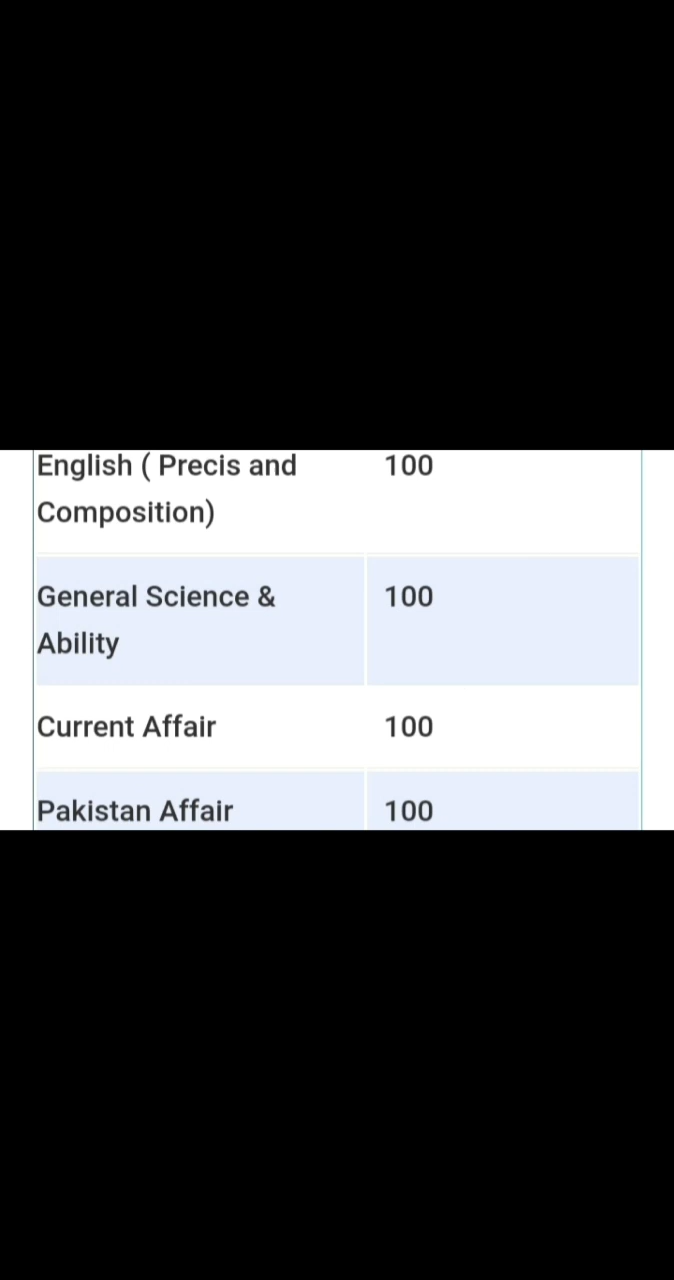 English ( Precis and 100
Composition)
General Science & 100
Ability
Current Affair 100
Pakistan Affair 100